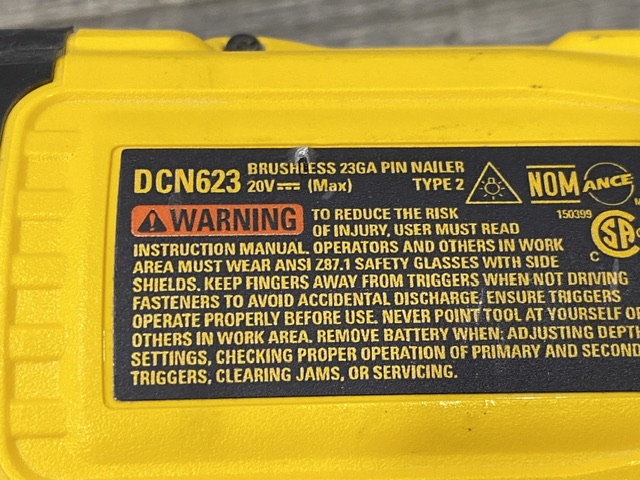 DCN623 BRUSHLESS 23GA PIN NAILER
20V (Max) TYPE 2
NOM ANCE
150399
SA
C
WARNING TO REDUCE THE RISK
OF INJURY, USER MUST READ
INSTRUCTION MANUAL. OPERATORS AND OTHERS IN WORK
AREA MUST WEAR ANSI Z87.1 SAFETY GLASSES WITH SIDE
SHIELDS. KEEP FINGERS AWAY FROM TRIGGERS WHEN NOT DRIVING
FASTENERS TO AVOID ACCIDENTAL DISCHARGE. ENSURE TRIGGERS
OPERATE PROPERLY BEFORE USE. NEVER POINT TOOL AT YOURSELF OR
OTHERS IN WORK AREA. REMOVE BATTERY WHEN: ADJUSTING DEPTH
SETTINGS, CHECKING PROPER OPERATION OF PRIMARY AND SECOND
TRIGGERS, CLEARING JAMS, OR SERVICING.